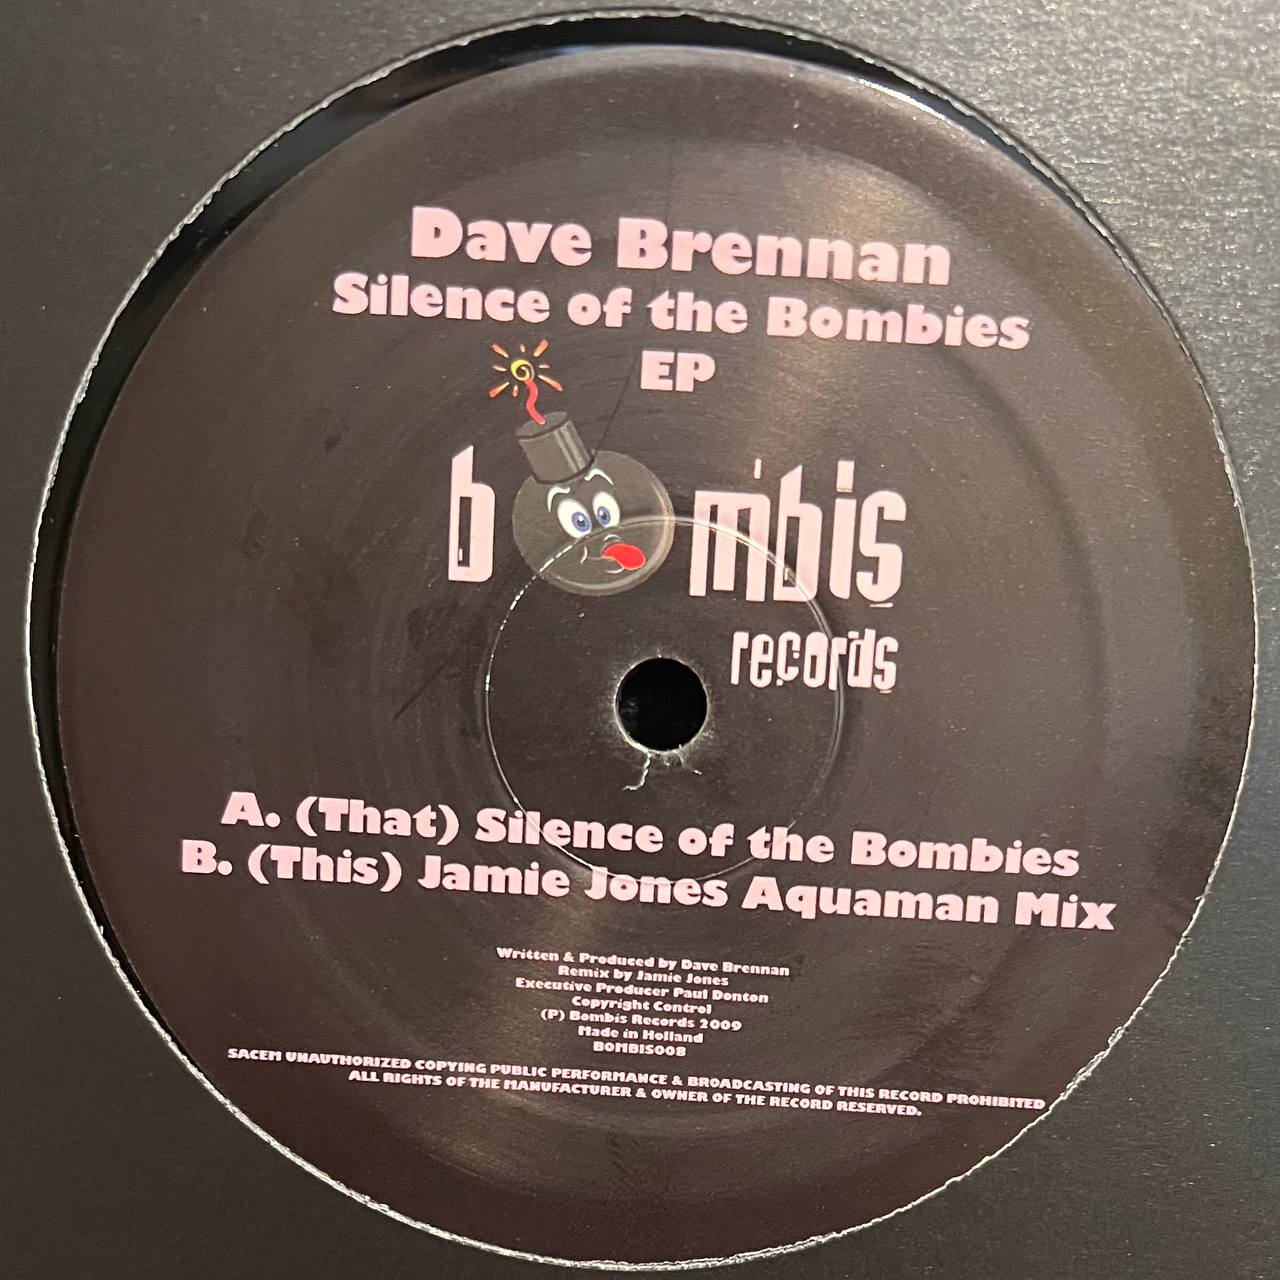 Dave Brennan
Silence of the Bombies
EP
bombis
records
A. (That) Silence of the Bombies
B. (This) Jamie Jones Aquaman Mix
Written & Produced by Dave Brennan
Remix by Jamie Jones
Executive Producer Paul Donton
Copyright Control
(P) Bombis Records 2009
Made in Holland
BOMBIS008
SACEM UNAUTHORIZED COPYING PUBLIC PERFORMANCE & BROADCASTING OF THIS RECORD PROHIBITED
ALL RIGHTS OF THE MANUFACTURER & OWNER OF THE RECORD RESERVED.